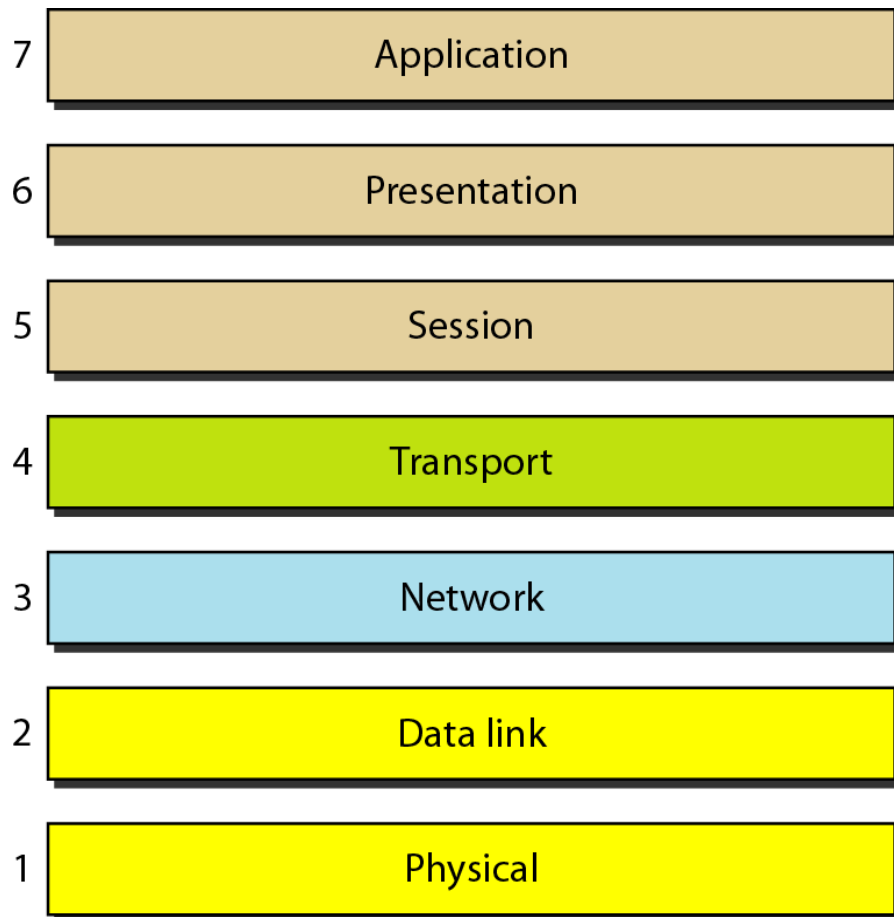 7 Application
6 Presentation
5 Session
4 Transport
3 Network
2 Data link
1 Physical